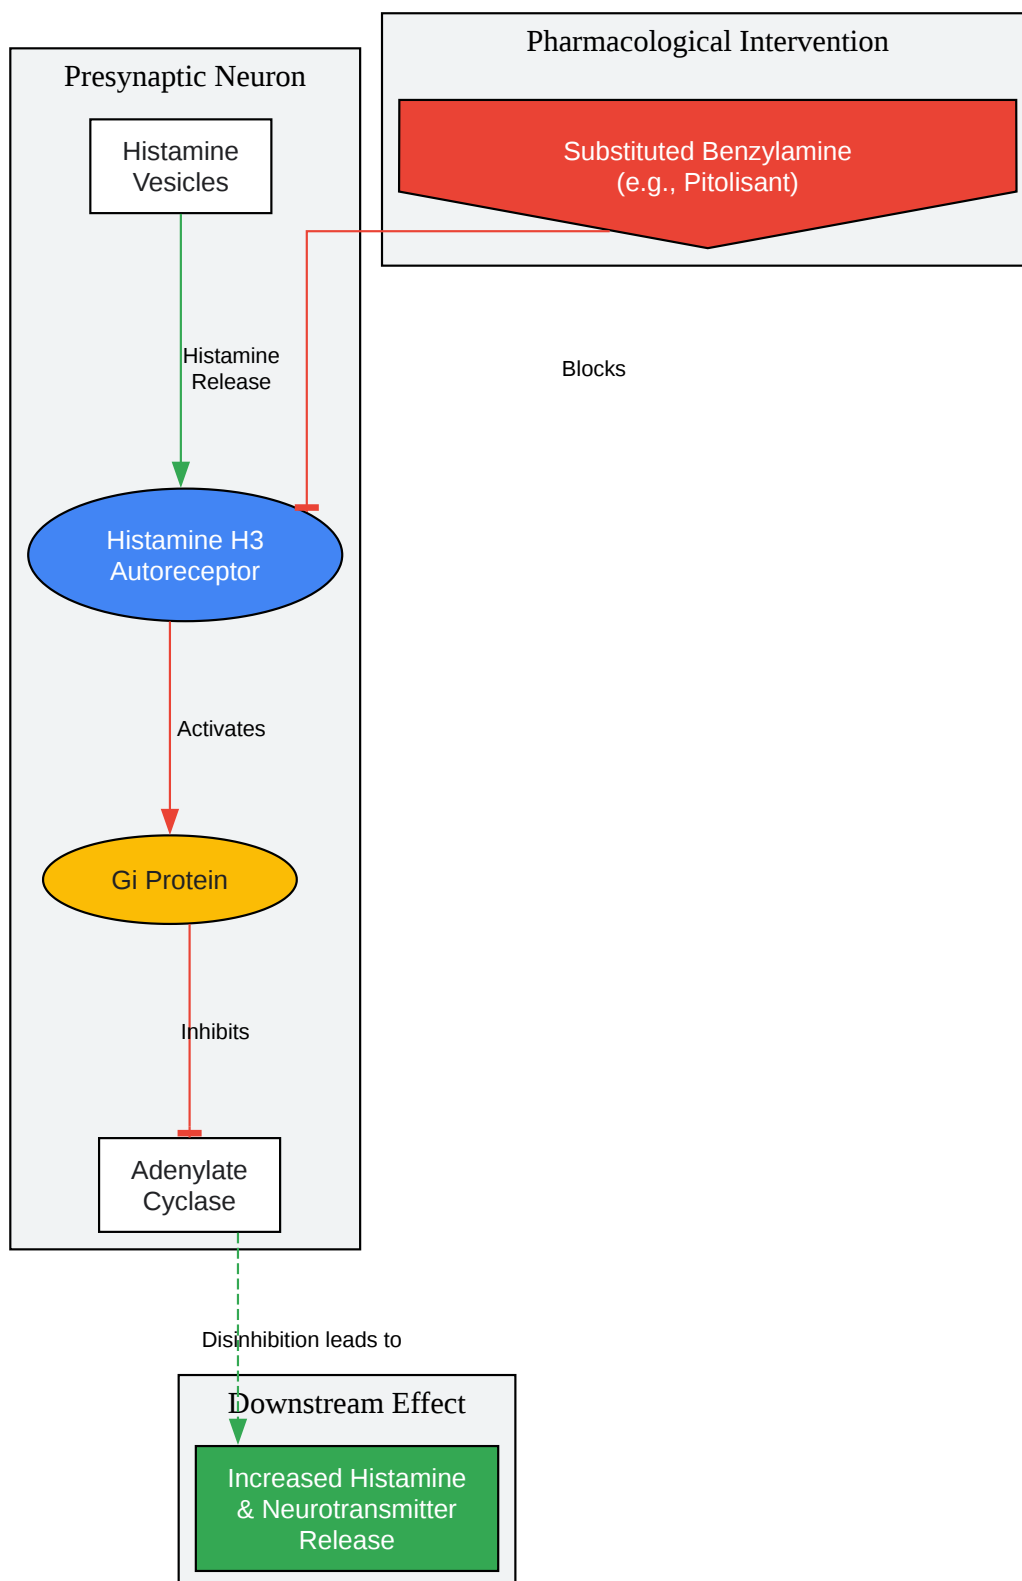 Pharmacological Intervention
Presynaptic Neuron
Substituted Benzylamine
(e.g., Pitolisant)
Histamine
Vesicles
Histamine
Release
Blocks
Histamine H3
Autoreceptor
Activates
Gi Protein
Inhibits
Adenylate
Cyclase
Disinhibition leads to
Downstream Effect
Increased Histamine
& Neurotransmitter
Release